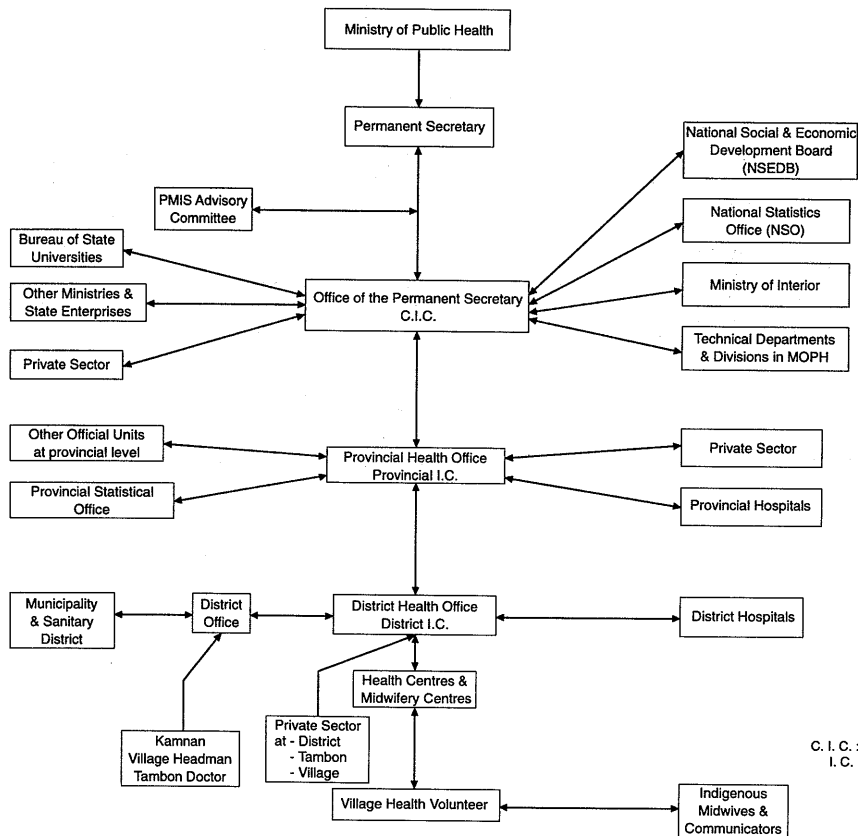 Ministry of Public Health
Permanent Secretary
National Social & Economic
Development Board
(NSEDB)
PMIS Advisory
Committee
National Statistics
Office (NSO)
Bureau of State
Universities
Office of the Permanent Secretary
C.I.C.
Other Ministries &
State Enterprises
Ministry of Interior
Private Sector
Technical Departments
& Divisions in MOPH
Other Official Units
at provincial level
Provincial Health Office
Provincial I.C.
Private Sector
Provincial Statistical
Office
Provincial Hospitals
Municipality
& Sanitary
District
District
Office
District Health Office
District I.C.
District Hospitals
Health Centres &
Midwifery Centres
Kamnan
Village Headman
Tambon Doctor
Private Sector
at - District
- Tambon
- Village
C. I. C. :
I. C.
Village Health Volunteer
Indigenous
Midwives &
Communicators